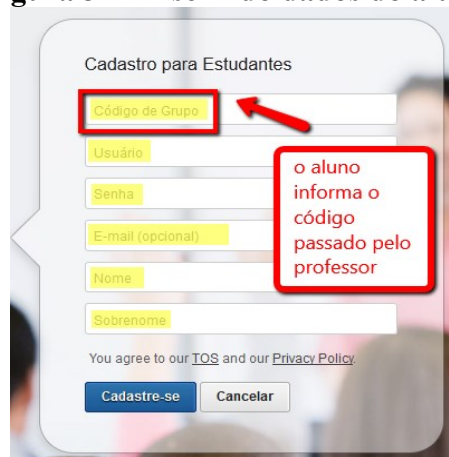 Cadastro para Estudantes
Código de Grupo
Usuário
Senha
E-mail (opcional)
Nome
Sobrenome
o aluno
informa o
código
passado pelo
professor
You agree to our TOS and our Privacy Policy.
Cadastre-se
Cancelar